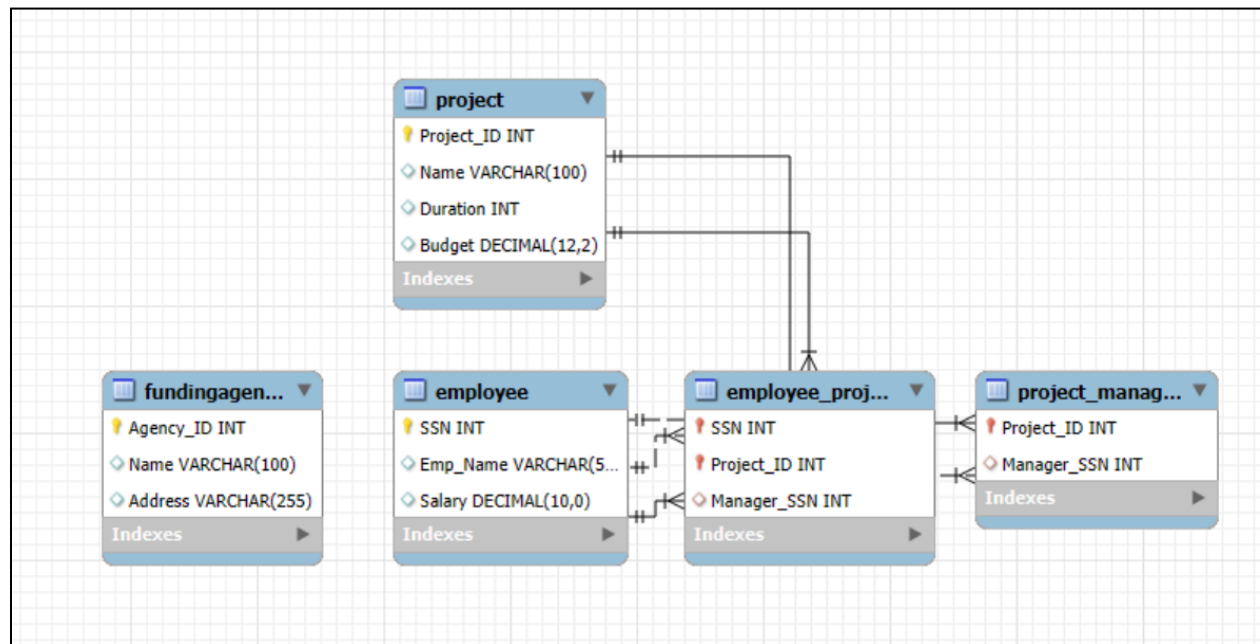 project
Project_ID INT
Name VARCHAR(100)
Duration INT
Budget DECIMAL(12,2)
Indexes
fundingagen...
Agency_ID INT
Name VARCHAR(100)
Address VARCHAR(255)
Indexes
employee
SSN INT
Emp_Name VARCHAR(5...
Salary DECIMAL(10,0)
Indexes
employee_proj...
SSN INT
Project_ID INT
Manager_SSN INT
Indexes
project_manag...
Project_ID INT
Manager_SSN INT
Indexes